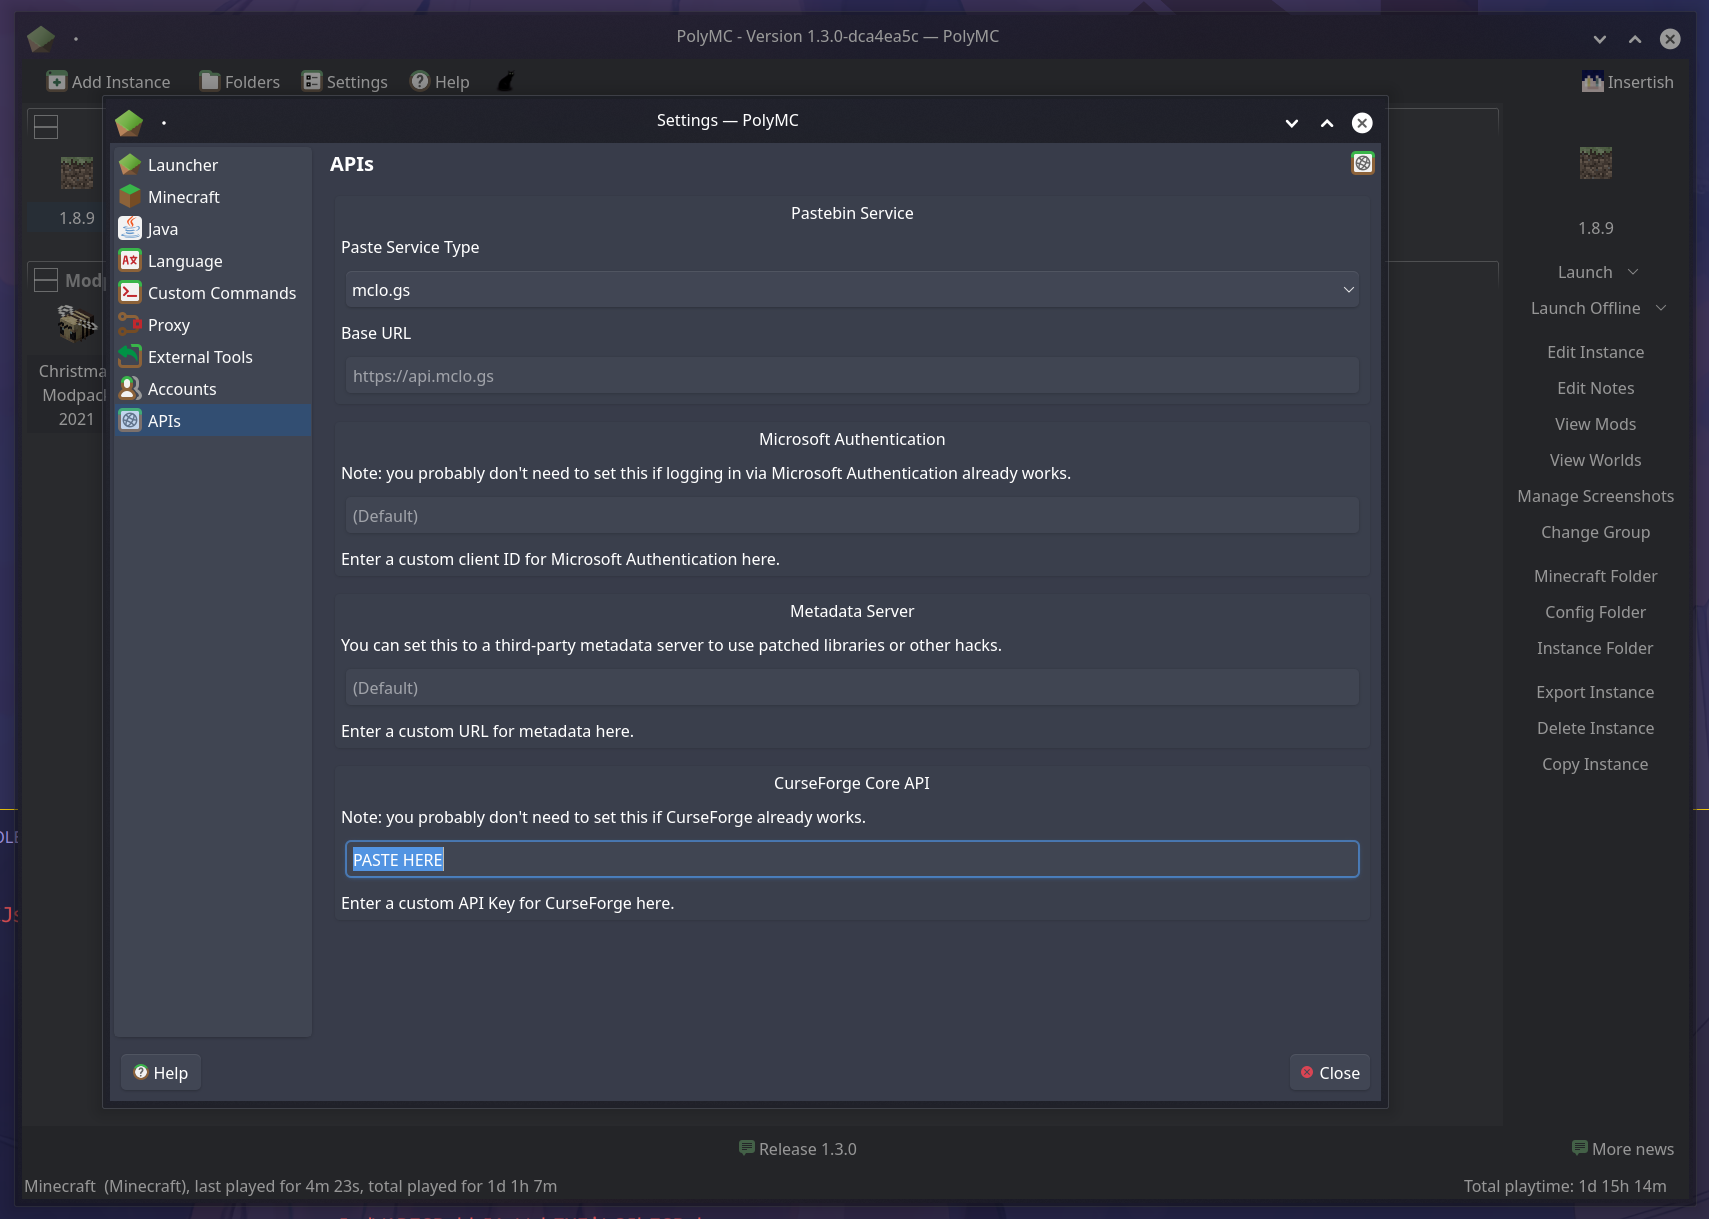 PolyMC - Version 1.3.0-dca4ea5c — PolyMC
Add Instance
Folders
Settings
Help
Insertish
Settings — PolyMC
1.8.9
Christma
Modpac
2021
Launcher
Minecraft
Java
Language
Custom Commands
Proxy
External Tools
Accounts
APIs
APIs
Pastebin Service
Paste Service Type
mclo.gs
Base URL
https://api.mclo.gs
Microsoft Authentication
Note: you probably don't need to set this if logging in via Microsoft Authentication already works.
(Default)
Enter a custom client ID for Microsoft Authentication here.
Metadata Server
You can set this to a third-party metadata server to use patched libraries or other hacks.
(Default)
Enter a custom URL for metadata here.
CurseForge Core API
Note: you probably don't need to set this if CurseForge already works.
PASTE HERE
Enter a custom API Key for CurseForge here.
Help
Close
1.8.9
Launch
Launch Offline
Edit Instance
Edit Notes
View Mods
View Worlds
Manage Screenshots
Change Group
Minecraft Folder
Config Folder
Instance Folder
Export Instance
Delete Instance
Copy Instance
Release 1.3.0
More news
Minecraft (Minecraft), last played for 4m 23s, total played for 1d 1h 7m
Total playtime: 1d 15h 14m